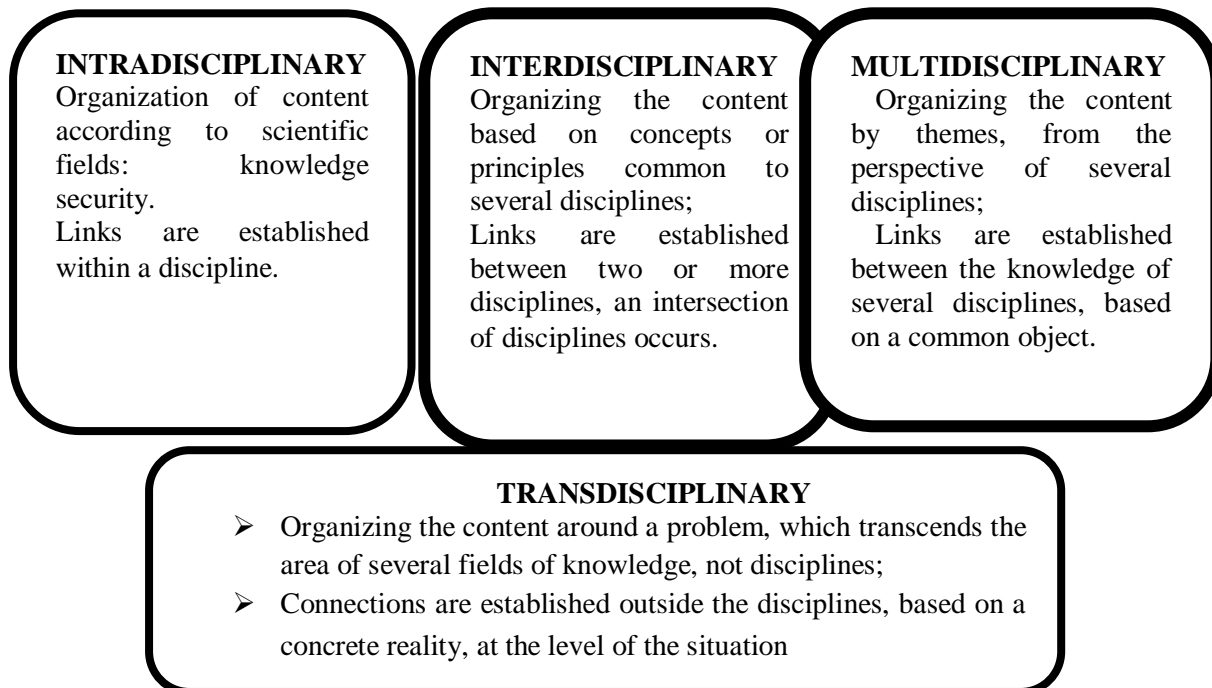 INTRADISCIPLINARY
Organization of content
according to scientific
fields: knowledge
security.
Links are established
within a discipline.
INTERDISCIPLINARY
Organizing the content
based on concepts or
principles common to
several disciplines;
Links are established
between two or more
disciplines, an intersection
of disciplines occurs.
MULTIDISCIPLINARY
Organizing the content
by themes, from the
perspective of several
disciplines;
Links are established
between the knowledge of
several disciplines, based
on a common object.
TRANSDISCIPLINARY
➢ Organizing the content around a problem, which transcends the
area of several fields of knowledge, not disciplines;
➢ Connections are established outside the disciplines, based on a
concrete reality, at the level of the situation